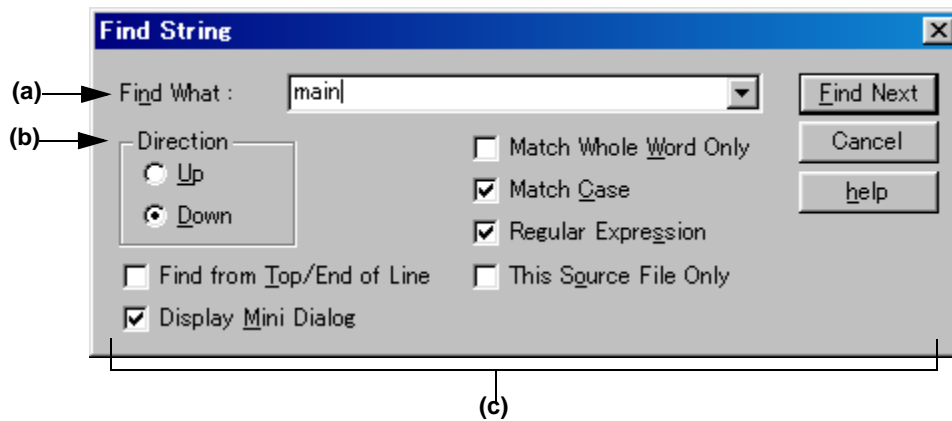 Find String
(a) Find What : main Find Next
(b) Direction Match Whole Word Only Cancel
Up Match Case help
Down Regular Expression
Find from Top/End of Line This Source File Only
Display Mini Dialog
(c)